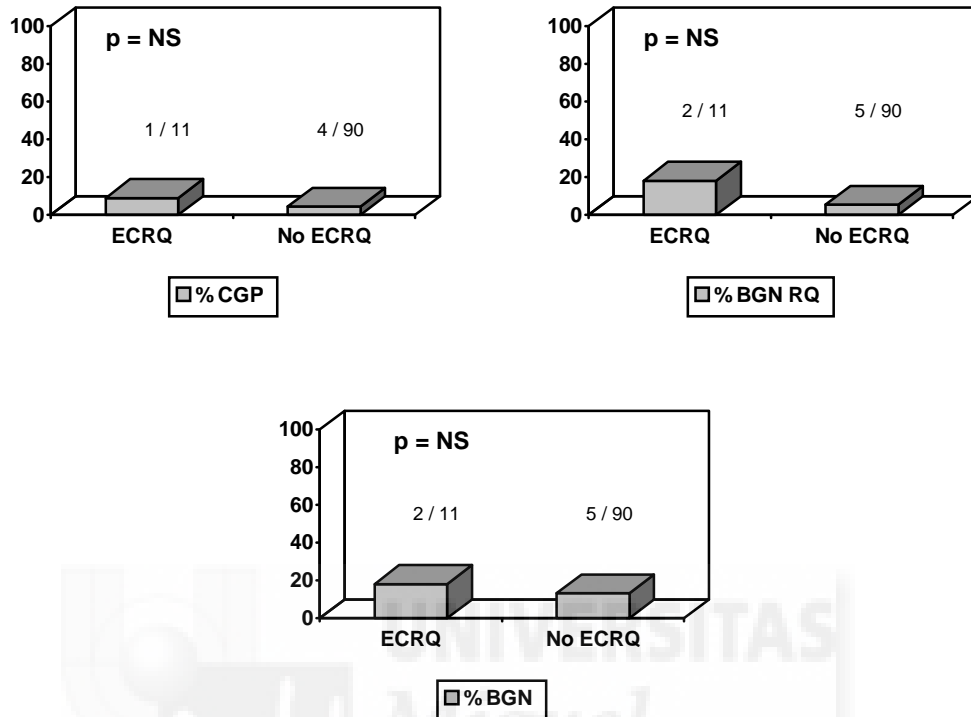 100
80
60
40
20
0
p = NS
1 / 11
4 / 90
ECRQ
No ECRQ
% CGP
100
80
60
40
20
0
p = NS
2 / 11
5 / 90
ECRQ
No ECRQ
% BGN RQ
100
80
60
40
20
0
p = NS
2 / 11
5 / 90
ECRQ
No ECRQ
% BGN
UNIVERSITAS
Miguel